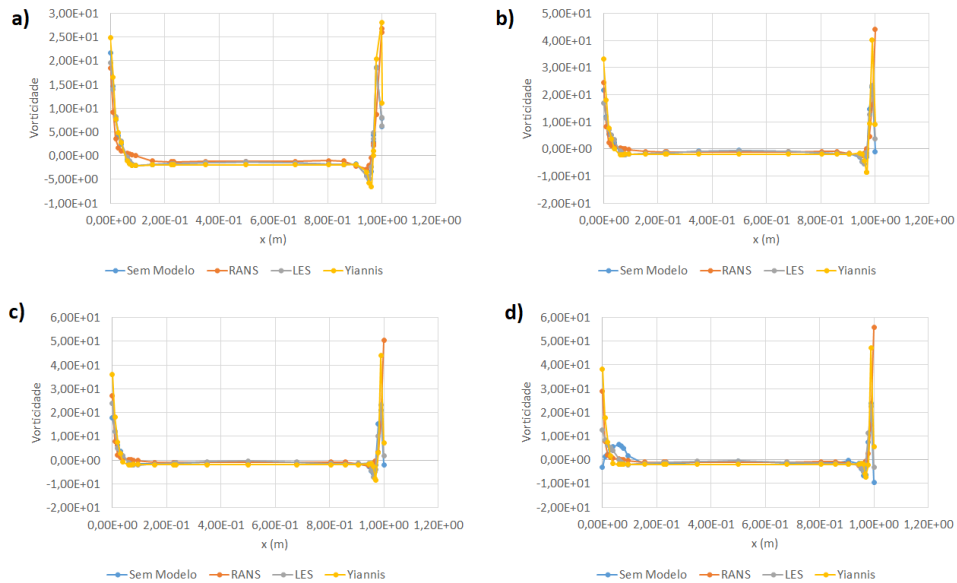 a)
3,00E+01
2,50E+01
2,00E+01
1,50E+01
1,00E+01
5,00E+00
0,00E+00
-5,00E+00
-1,00E+01
Vorticidade
0,00E+00 2,00E-01 4,00E-01 6,00E-01 8,00E-01 1,00E+00 1,20E+00
x (m)
Sem Modelo RANS LES Yiannis
b)
5,00E+01
4,00E+01
3,00E+01
2,00E+01
1,00E+01
0,00E+00
-1,00E+01
-2,00E+01
Vorticidade
0,00E+00 2,00E-01 4,00E-01 6,00E-01 8,00E-01 1,00E+00 1,20E+00
x (m)
Sem Modelo RANS LES Yiannis
c)
6,00E+01
5,00E+01
4,00E+01
3,00E+01
2,00E+01
1,00E+01
0,00E+00
-1,00E+01
-2,00E+01
Vorticidade
0,00E+00 2,00E-01 4,00E-01 6,00E-01 8,00E-01 1,00E+00 1,20E+00
x (m)
Sem Modelo RANS LES Yiannis
d)
6,00E+01
5,00E+01
4,00E+01
3,00E+01
2,00E+01
1,00E+01
0,00E+00
-1,00E+01
-2,00E+01
Vorticidade
0,00E+00 2,00E-01 4,00E-01 6,00E-01 8,00E-01 1,00E+00 1,20E+00
x (m)
Sem Modelo RANS LES Yiannis